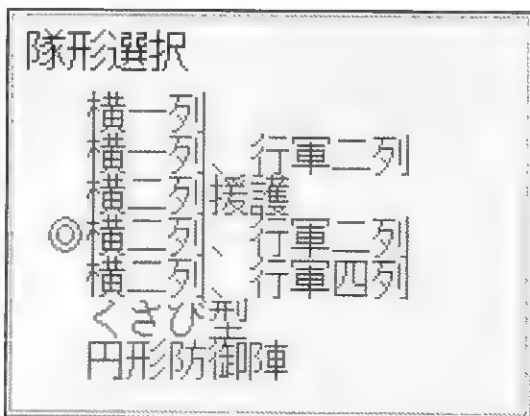 隊形選択
横一列
横一列、行軍二列
横二列援護
◎横二列、行軍二列
横二列、行軍四列
くさび型
円形防御陣